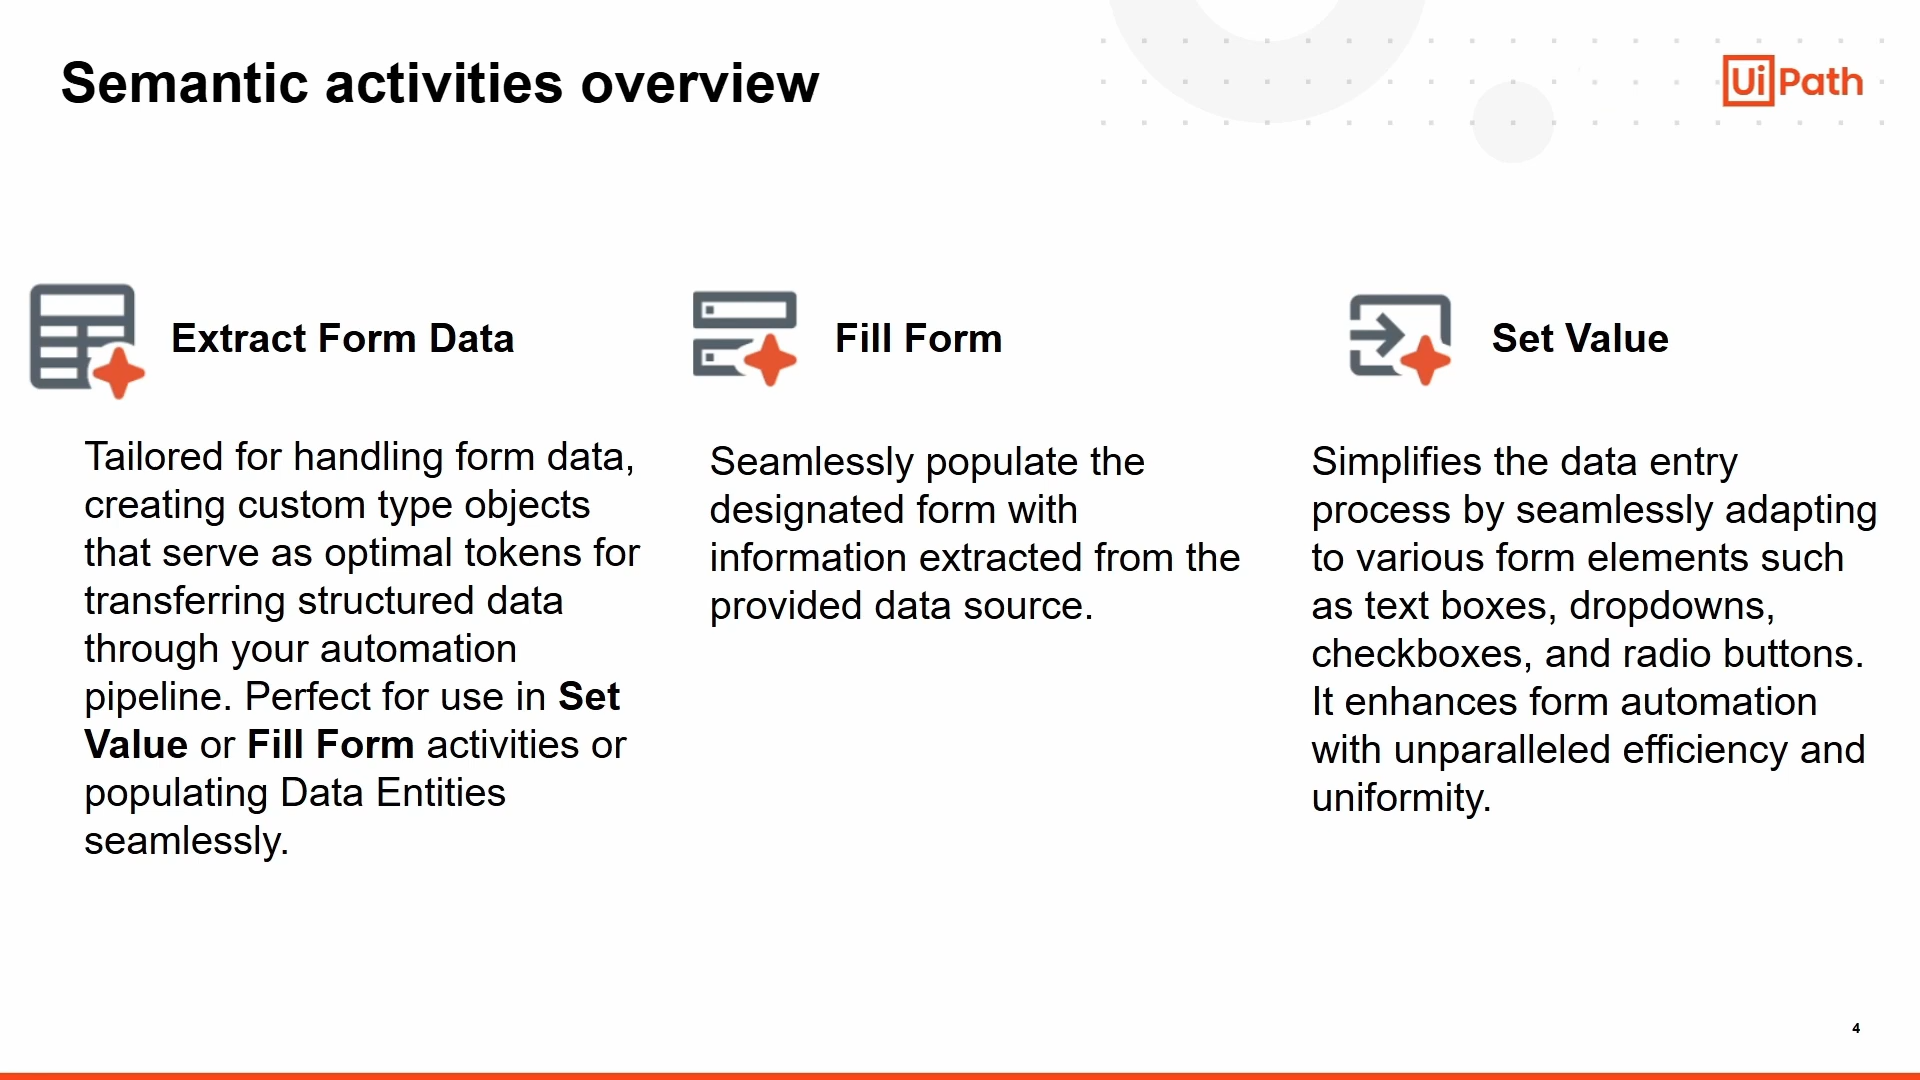 Semantic activities overview
UiPath
Extract Form Data
Tailored for handling form data,
creating custom type objects
that serve as optimal tokens for
transferring structured data
through your automation
pipeline. Perfect for use in Set
Value or Fill Form activities or
populating Data Entities
seamlessly.
Fill Form
Seamlessly populate the
designated form with
information extracted from the
provided data source.
Set Value
Simplifies the data entry
process by seamlessly adapting
to various form elements such
as text boxes, dropdowns,
checkboxes, and radio buttons.
It enhances form automation
with unparalleled efficiency and
uniformity.
4